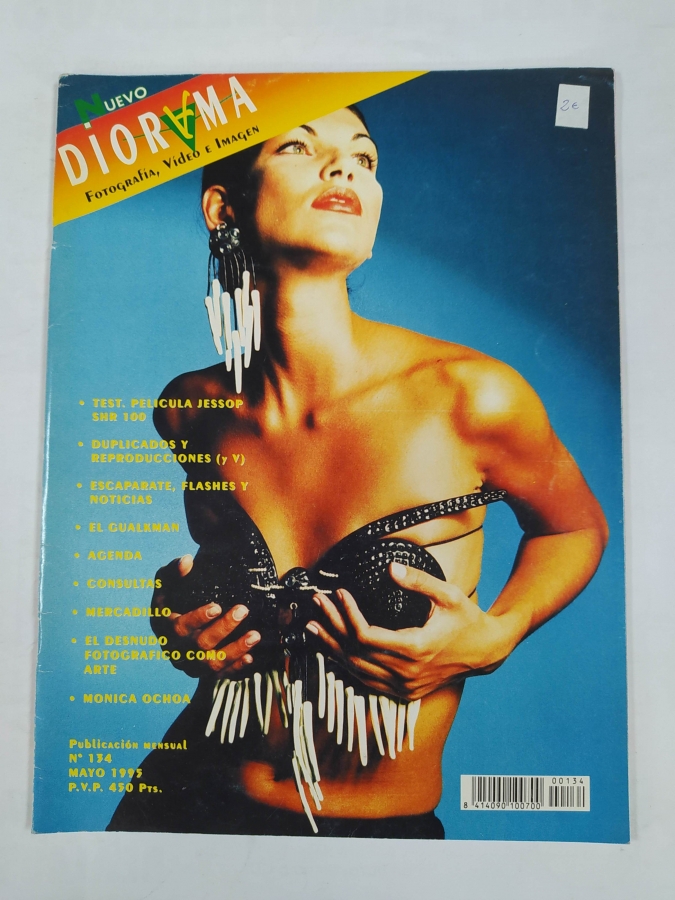 NUEVO
DIORAMA
FOTOGRAFÍA, VÍDEO E IMAGEN
2€
• TEST. PELICULA JESSOP
SHR 100
• DUPLICADOS Y
REPRODUCCIONES (y V)
• ESCAPARATE, FLASHES Y
NOTICIAS
• EL GUALKMAN
• AGENDA
• CONSULTAS
• MERCADILLO
• EL DESNUDO
FOTOGRAFICO COMO
ARTE
• MONICA OCHOA
PUBLICACIÓN MENSUAL
Nº 134
MAYO 1995
P.V.P. 450 PTS.
00134
8 414090 100700